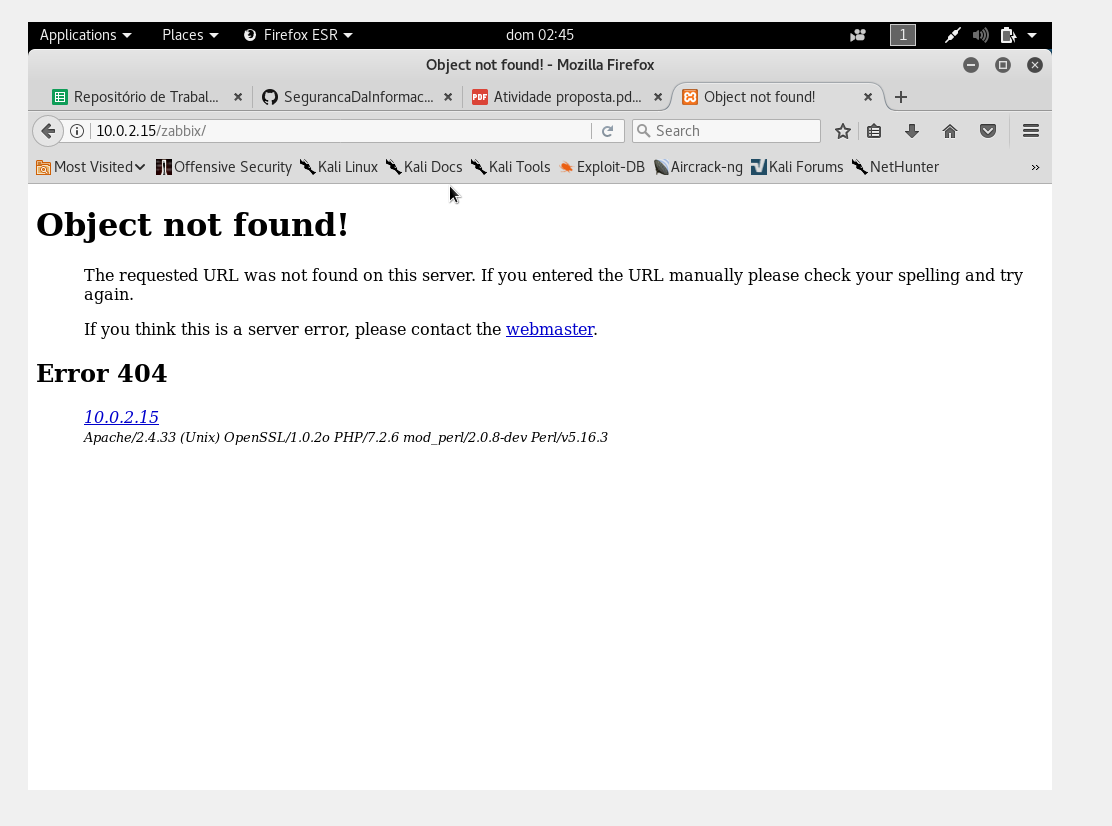 Applications Places Firefox ESR dom 02:45 1
Object not found! - Mozilla Firefox
Repositório de Trabal... SegurancaDaInformac... PDF Atividade proposta.pd... Object not found!
10.0.2.15/zabbix/ Search
Most Visited Offensive Security Kali Linux Kali Docs Kali Tools Exploit-DB Aircrack-ng Kali Forums NetHunter »
Object not found!
The requested URL was not found on this server. If you entered the URL manually please check your spelling and try
again.
If you think this is a server error, please contact the webmaster.
Error 404
10.0.2.15
Apache/2.4.33 (Unix) OpenSSL/1.0.2o PHP/7.2.6 mod_perl/2.0.8-dev Perl/v5.16.3